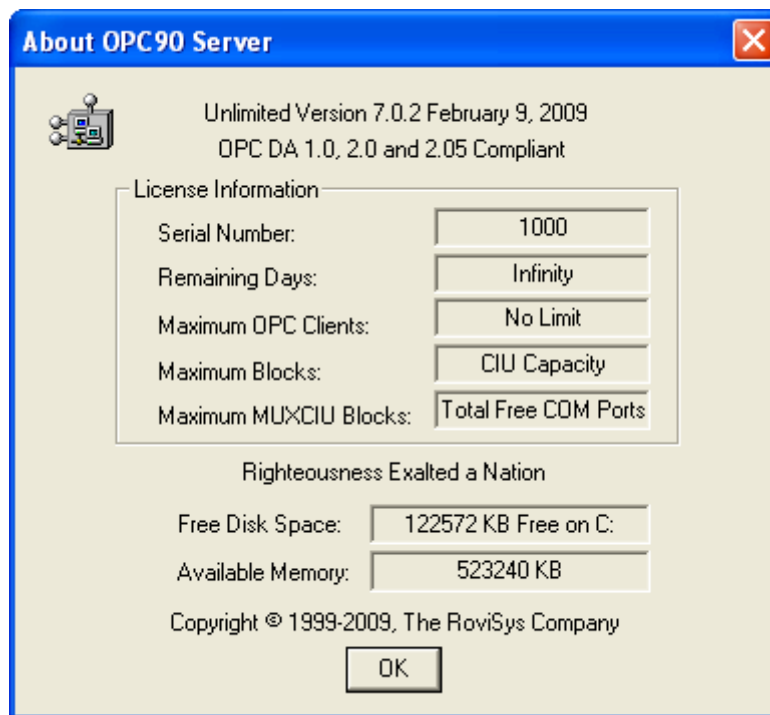 About OPC90 Server
Unlimited Version 7.0.2 February 9, 2009
OPC DA 1.0, 2.0 and 2.05 Compliant
License Information
Serial Number: 1000
Remaining Days: Infinity
Maximum OPC Clients: No Limit
Maximum Blocks: CIU Capacity
Maximum MUXCIU Blocks: Total Free COM Ports
Righteousness Exalted a Nation
Free Disk Space: 122572 KB Free on C:
Available Memory: 523240 KB
Copyright © 1999-2009, The RoviSys Company
OK